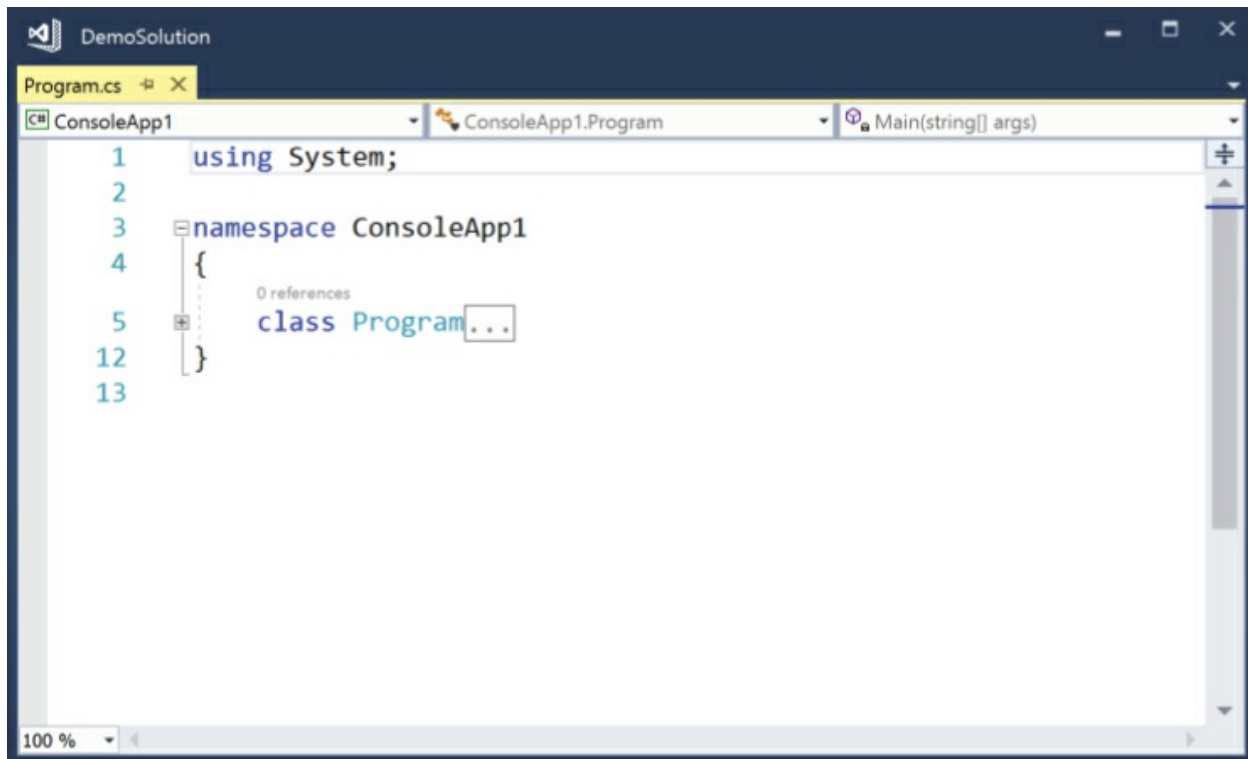 DemoSolution
Program.cs
C# ConsoleApp1 ConsoleApp1.Program Main(string[] args)
1 using System;
2
3 namespace ConsoleApp1
4 {
0 references
5 class Program...
12 }
13
100 %